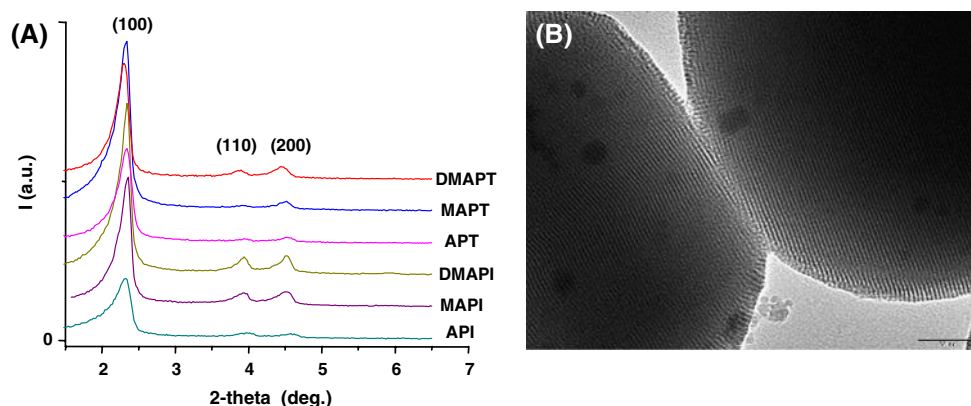 (A)
(100)
(110)
(200)
DMAPT
MAPT
APT
DMAPI
MAPI
API
I (a.u.)
0
2
3
4
5
6
7
2-theta (deg.)
(B)